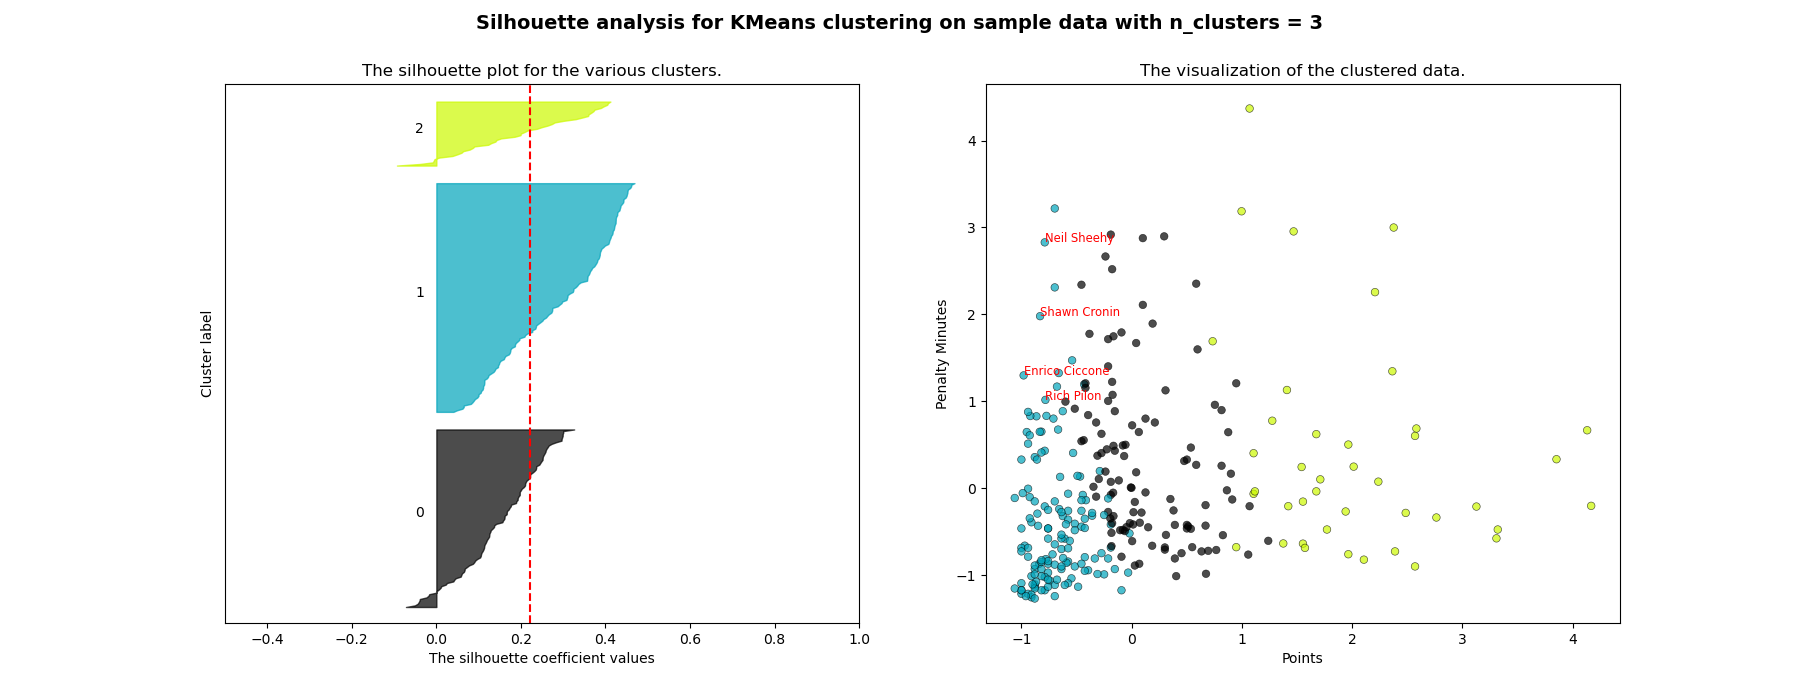 Silhouette analysis for KMeans clustering on sample data with n_clusters = 3
The silhouette plot for the various clusters.
2
1
0
Cluster label
−0.4 −0.2 0.0 0.2 0.4 0.6 0.8 1.0
The silhouette coefficient values
The visualization of the clustered data.
4
3
2
1
0
−1
Penalty Minutes
Neil Sheehy
Shawn Cronin
Enrico Ciccone
Rich Pilon
−1 0 1 2 3 4
Points